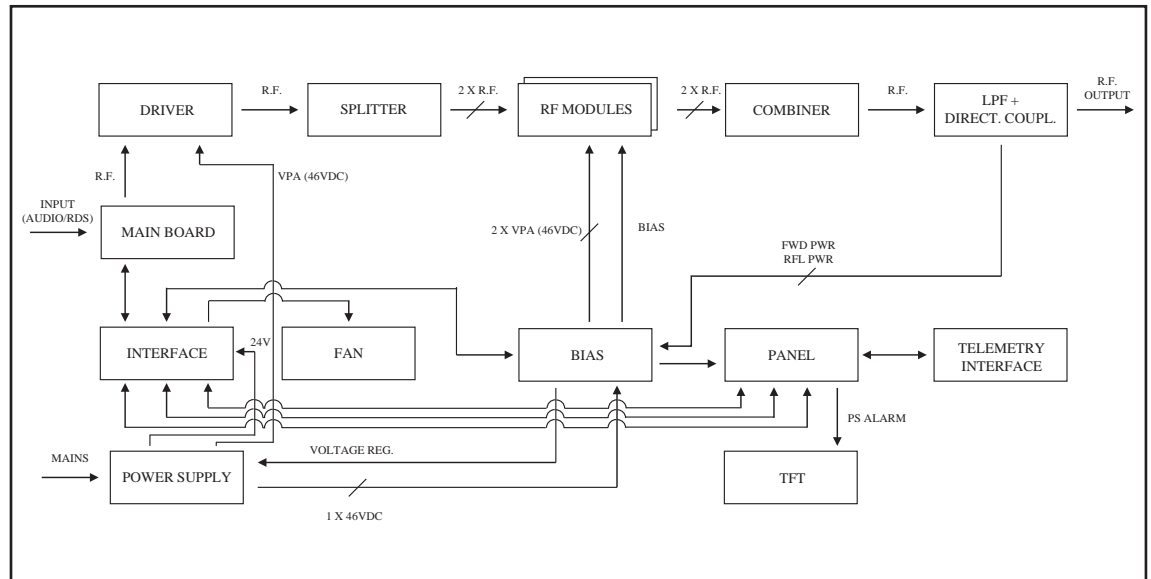 R.F.
2 X R.F.
2 X R.F.
R.F.
R.F.
OUTPUT
DRIVER
SPLITTER
RF MODULES
COMBINER
LPF +
DIRECT. COUPL.
R.F.
VPA (46VDC)
INPUT
(AUDIO/RDS)
MAIN BOARD
2 X VPA (46VDC)
BIAS
FWD PWR
RFL PWR
24V
INTERFACE
FAN
BIAS
PANEL
TELEMETRY
INTERFACE
PS ALARM
MAINS
POWER SUPPLY
VOLTAGE REG.
1 X 46VDC
TFT